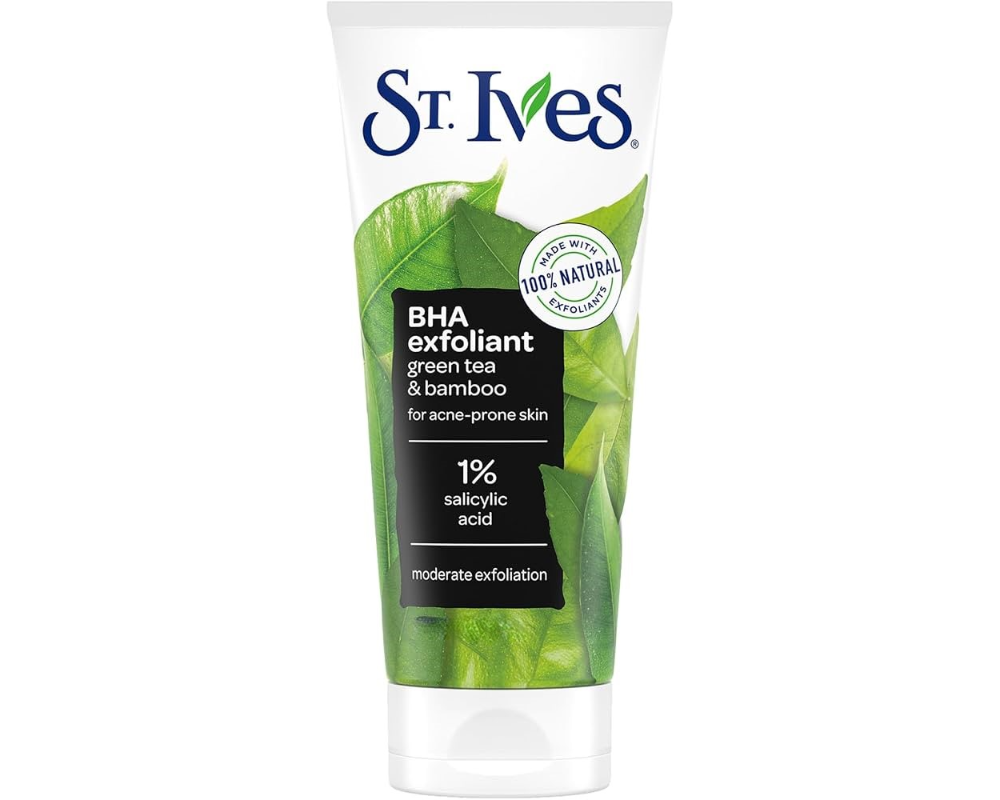 ST. Ives®
MADE WITH
100% NATURAL
EXFOLIANTS
BHA
exfoliant
green tea
& bamboo
for acne-prone skin
1%
salicylic
acid
moderate exfoliation